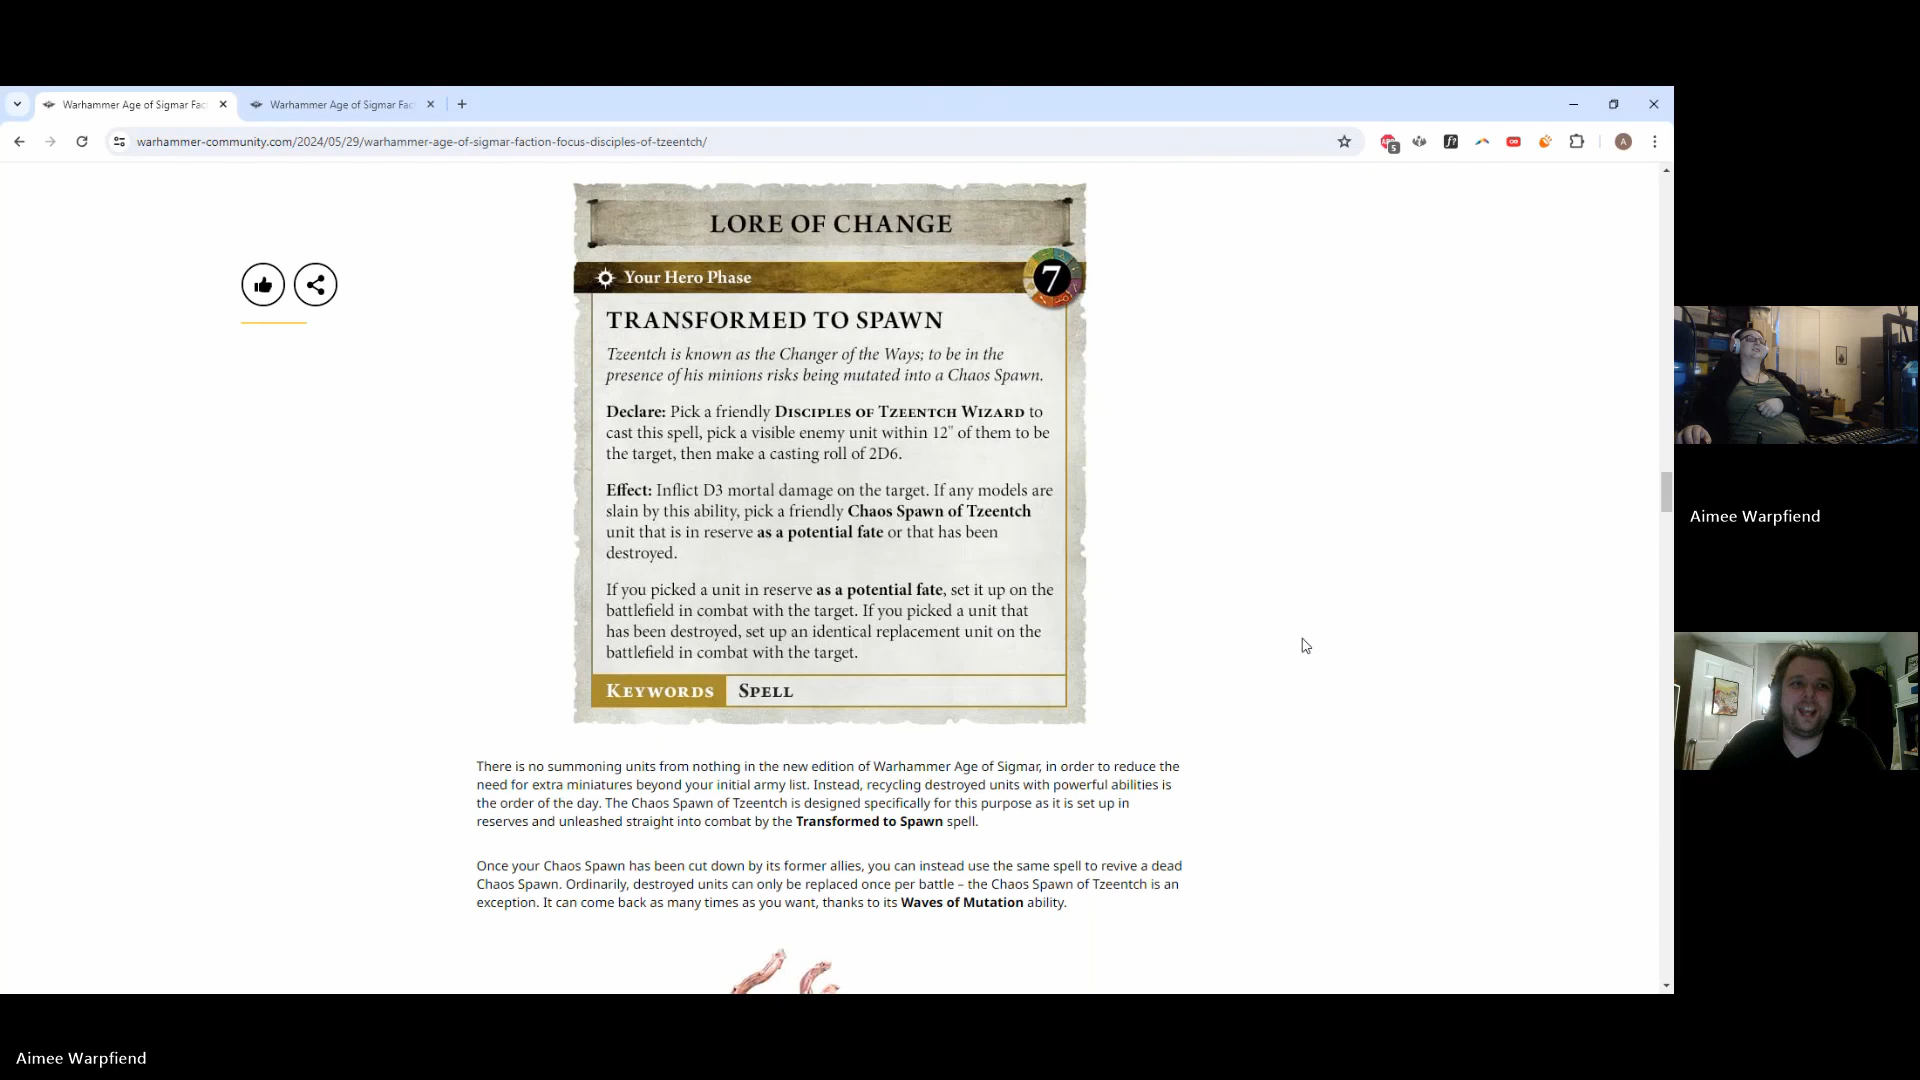 Warhammer Age of Sigmar Fac
Warhammer Age of Sigmar Fac
warhammer-community.com/2024/05/29/warhammer-age-of-sigmar-faction-focus-disciples-of-tzeentch/
5
f?
A
LORE OF CHANGE
Your Hero Phase
7
TRANSFORMED TO SPAWN
Tzeentch is known as the Changer of the Ways; to be in the
presence of his minions risks being mutated into a Chaos Spawn.
Declare: Pick a friendly DISCIPLES OF TZEENTCH WIZARD to
cast this spell, pick a visible enemy unit within 12" of them to be
the target, then make a casting roll of 2D6.
Effect: Inflict D3 mortal damage on the target. If any models are
slain by this ability, pick a friendly Chaos Spawn of Tzeentch
unit that is in reserve as a potential fate or that has been
destroyed.
If you picked a unit in reserve as a potential fate, set it up on the
battlefield in combat with the target. If you picked a unit that
has been destroyed, set up an identical replacement unit on the
battlefield in combat with the target.
KEYWORDS SPELL
There is no summoning units from nothing in the new edition of Warhammer Age of Sigmar, in order to reduce the
need for extra miniatures beyond your initial army list. Instead, recycling destroyed units with powerful abilities is
the order of the day. The Chaos Spawn of Tzeentch is designed specifically for this purpose as it is set up in
reserves and unleashed straight into combat by the Transformed to Spawn spell.
Once your Chaos Spawn has been cut down by its former allies, you can instead use the same spell to revive a dead
Chaos Spawn. Ordinarily, destroyed units can only be replaced once per battle – the Chaos Spawn of Tzeentch is an
exception. It can come back as many times as you want, thanks to its Waves of Mutation ability.
Aimee Warpfiend
Aimee Warpfiend